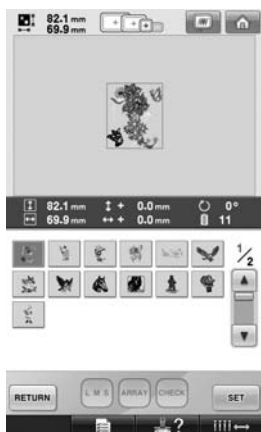 82.1 mm
69.9 mm
82.1 mm + 0.0 mm 0°
69.9 mm + 0.0 mm 11
1/2
L M S ARRAY CHECK
RETURN SET
?